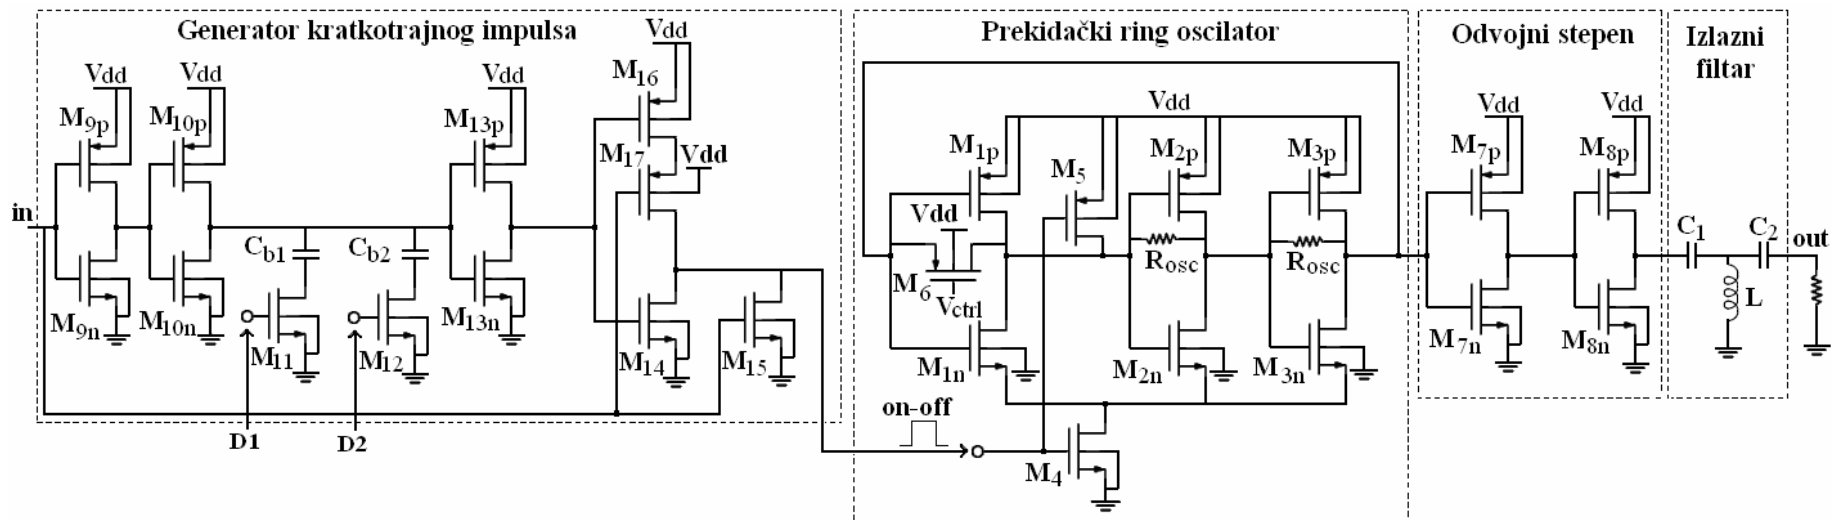 Generator kratkotrajnog impulsa
Prekidački ring oscilator
Odvojni stepen
Izlazni
filtar
Vdd
M16
Vdd
Vdd
Vdd
M9p
M10p
M13p
M17
Vdd
in
Cb1
Cb2
M9n
M10n
M11
M12
M13n
M14
M15
D1
D2
on-off
Vdd
M1p
M5
M2p
M3p
Vdd
M6
Vctrl
Rosc
Rosc
M1n
M2n
M3n
M4
Vdd
Vdd
M7p
M8p
M7n
M8n
C1
C2
out
L